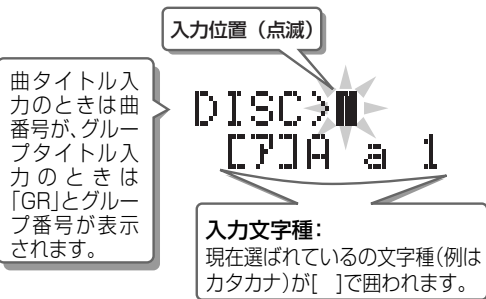 入力位置（点滅）
曲タイトル入
力のときは曲
番号が、グルー
プタイトル入
力のときは
「GR」とグルー
プ番号が表示
されます。
DISC>
[ア]A a 1
入力文字種：
現在選ばれているの文字種（例は
カタカナ）が[　]で囲われます。